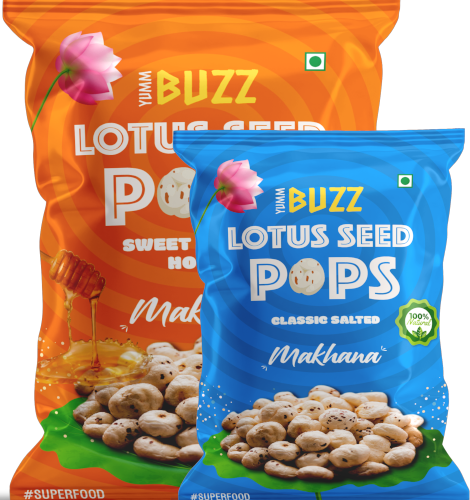 YUMM
BUZZ
LOTUS SEED
POPS
SWEET
HO
Mak
#SUPERFOOD
YUMM
BUZZ
LOTUS SEED
POPS
CLASSIC SALTED
Makhana
100%
Natural
#SUPERFOOD